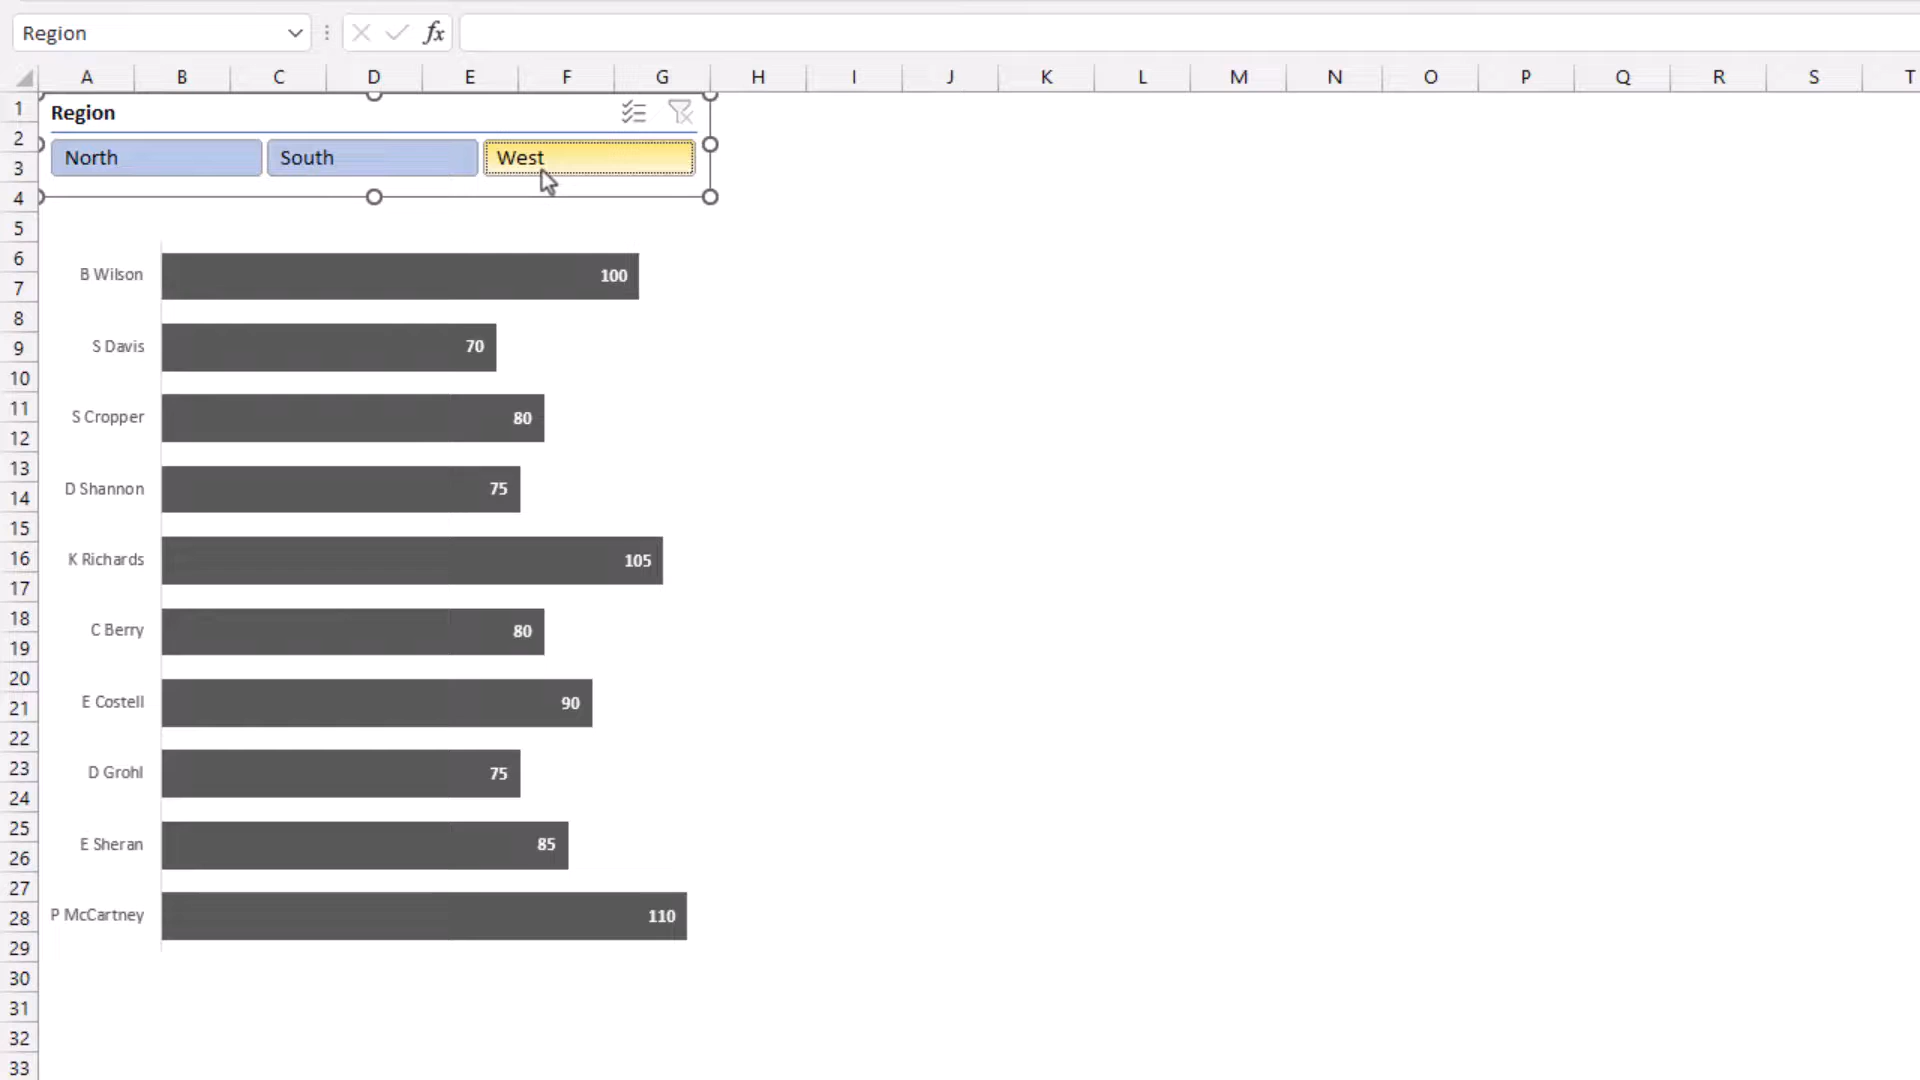 Region
fx
A B C D E F G H I J K L M N O P Q R S T
1 Region
2
3 North South West
4
5
6 B Wilson 100
7
8
9 S Davis 70
10
11 S Cropper 80
12
13
14 D Shannon 75
15
16 K Richards 105
17
18
19 C Berry 80
20
21 E Costell 90
22
23 D Grohl 75
24
25
26 E Sheran 85
27
28 P McCartney 110
29
30
31
32
33